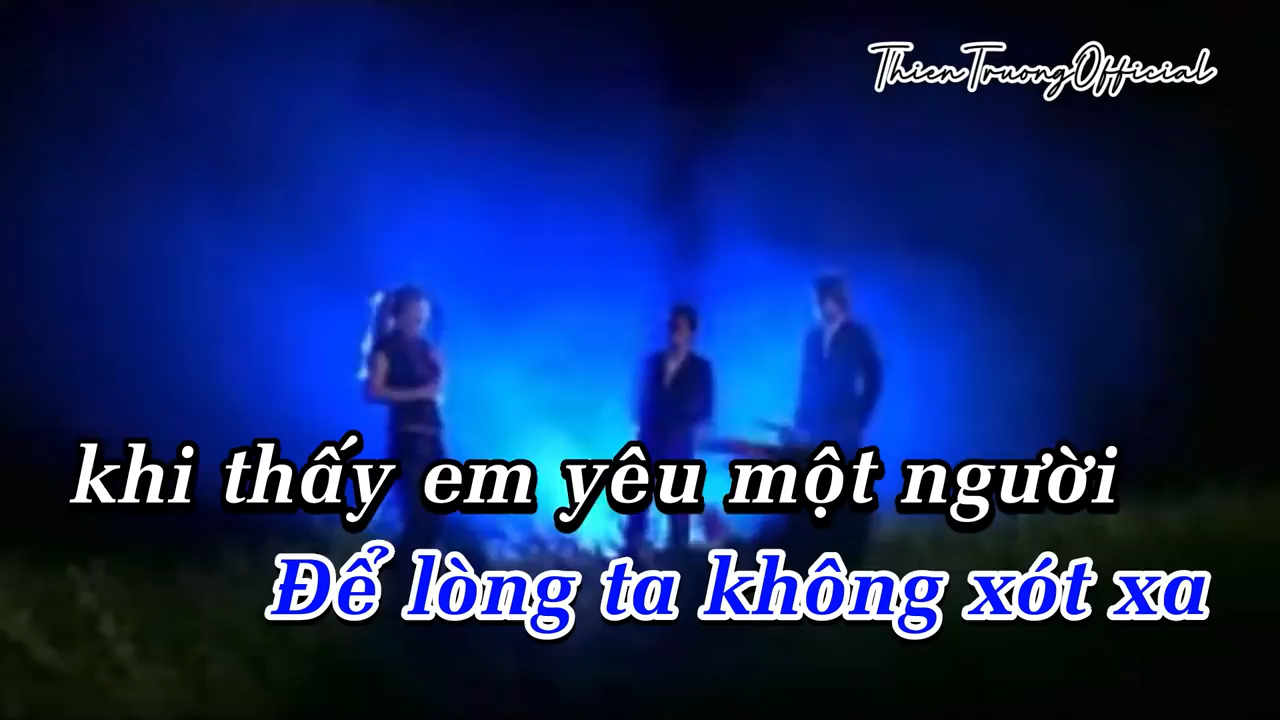 ThienTruongOfficial
khi thấy em yêu một người
Để lòng ta không xót xa